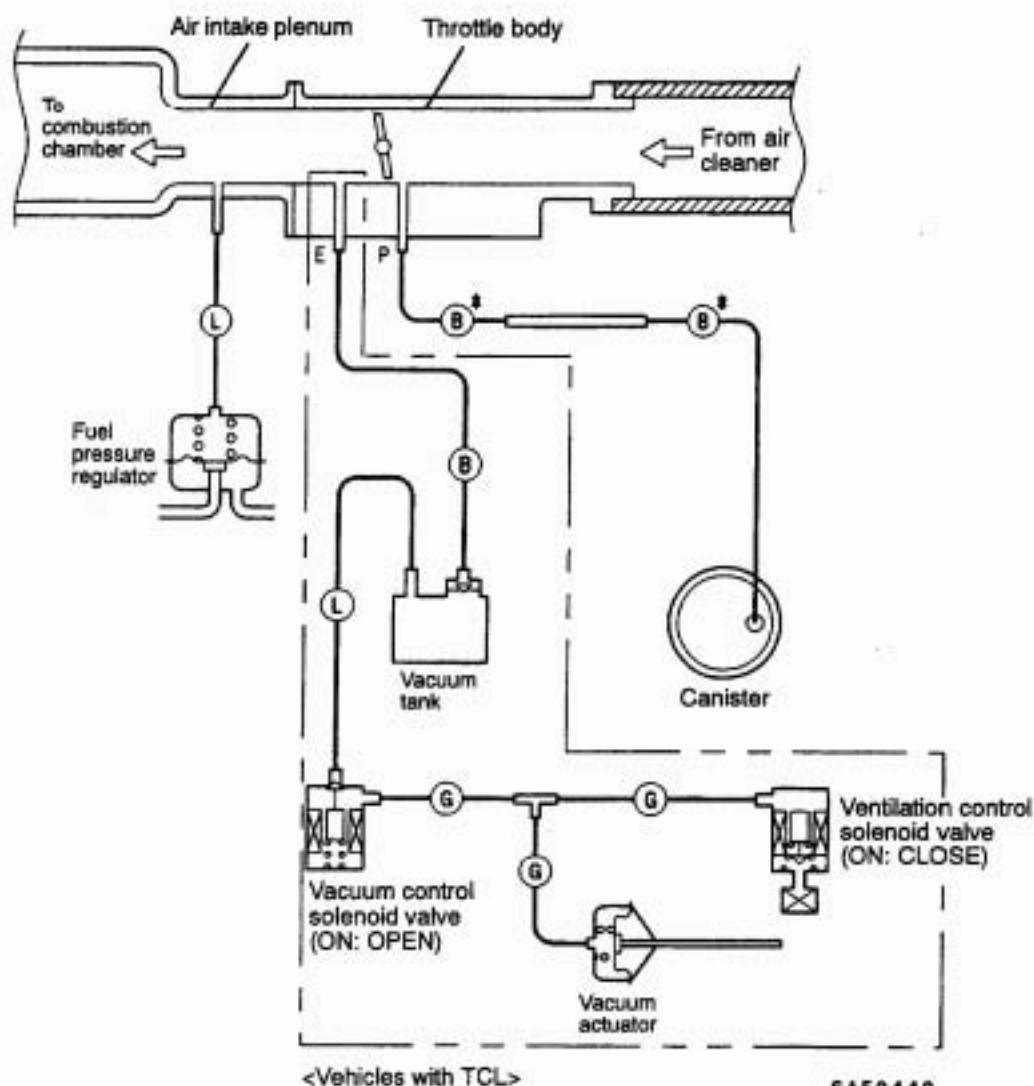 Air intake plenum
Throttle body
To
combustion
chamber
From air
cleaner
E
P
L
B*
B*
Fuel
pressure
regulator
B
L
Vacuum
tank
Canister
G
G
Ventilation control
solenoid valve
(ON: CLOSE)
G
Vacuum control
solenoid valve
(ON: OPEN)
Vacuum
actuator
<Vehicles with TCL>